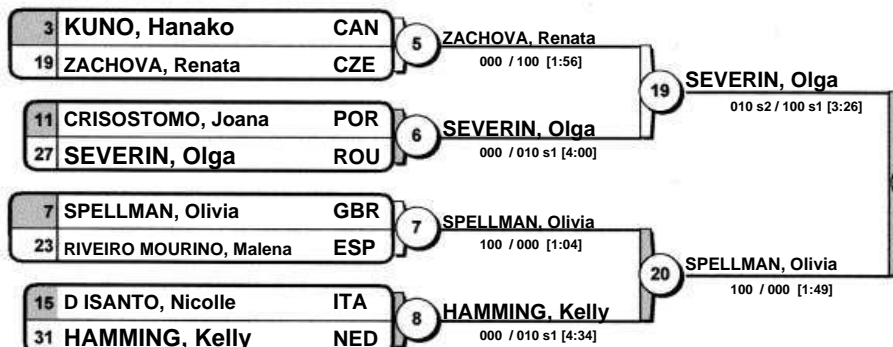 3 KUNO, Hanako CAN
19 ZACHOVA, Renata CZE
5
ZACHOVA, Renata
000 / 100 [1:56]
11 CRISOSTOMO, Joana POR
27 SEVERIN, Olga ROU
6
SEVERIN, Olga
000 / 010 s1 [4:00]
19
SEVERIN, Olga
010 s2 / 100 s1 [3:26]
7 SPELLMAN, Olivia GBR
23 RIVEIRO MOURINO, Malena ESP
7
SPELLMAN, Olivia
100 / 000 [1:04]
15 D ISANTO, Nicolle ITA
31 HAMMING, Kelly NED
8
HAMMING, Kelly
000 / 010 s1 [4:34]
20
SPELLMAN, Olivia
100 / 000 [1:49]